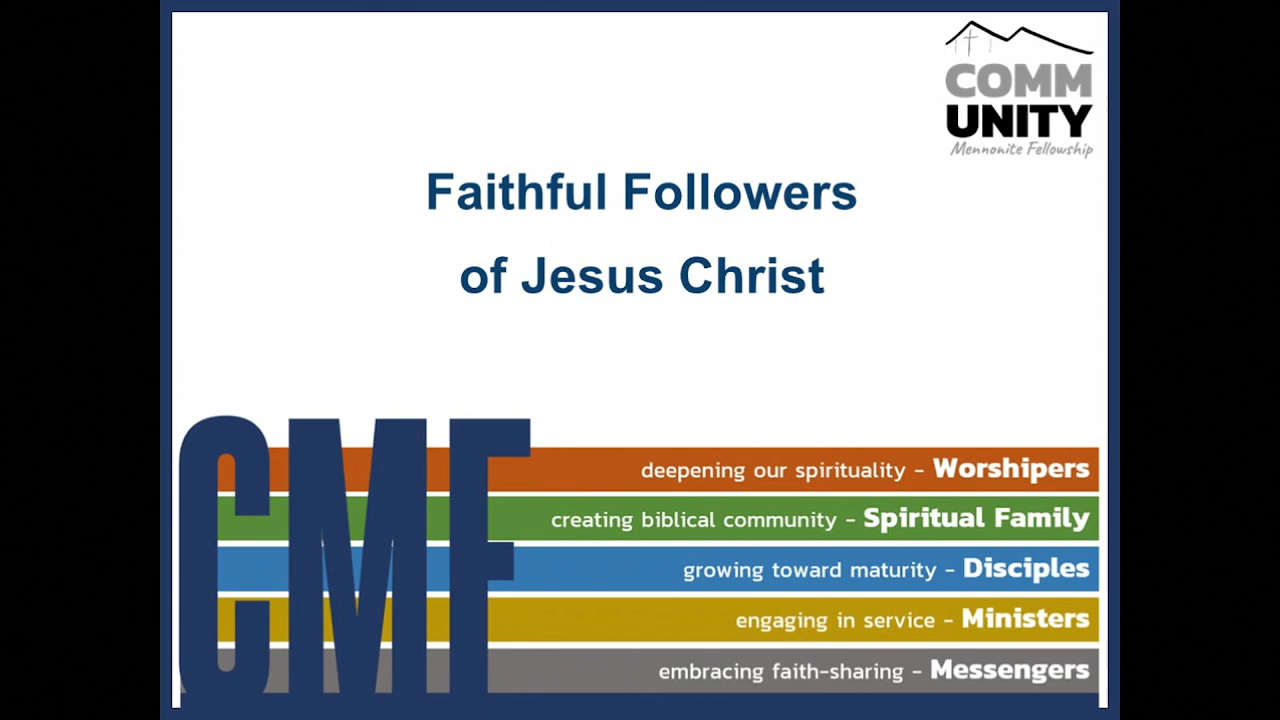 COMM
UNITY
Mennonite Fellowship
Faithful Followers
of Jesus Christ
CMF
deepening our spirituality - Worshipers
creating biblical community - Spiritual Family
growing toward maturity - Disciples
engaging in service - Ministers
embracing faith-sharing - Messengers